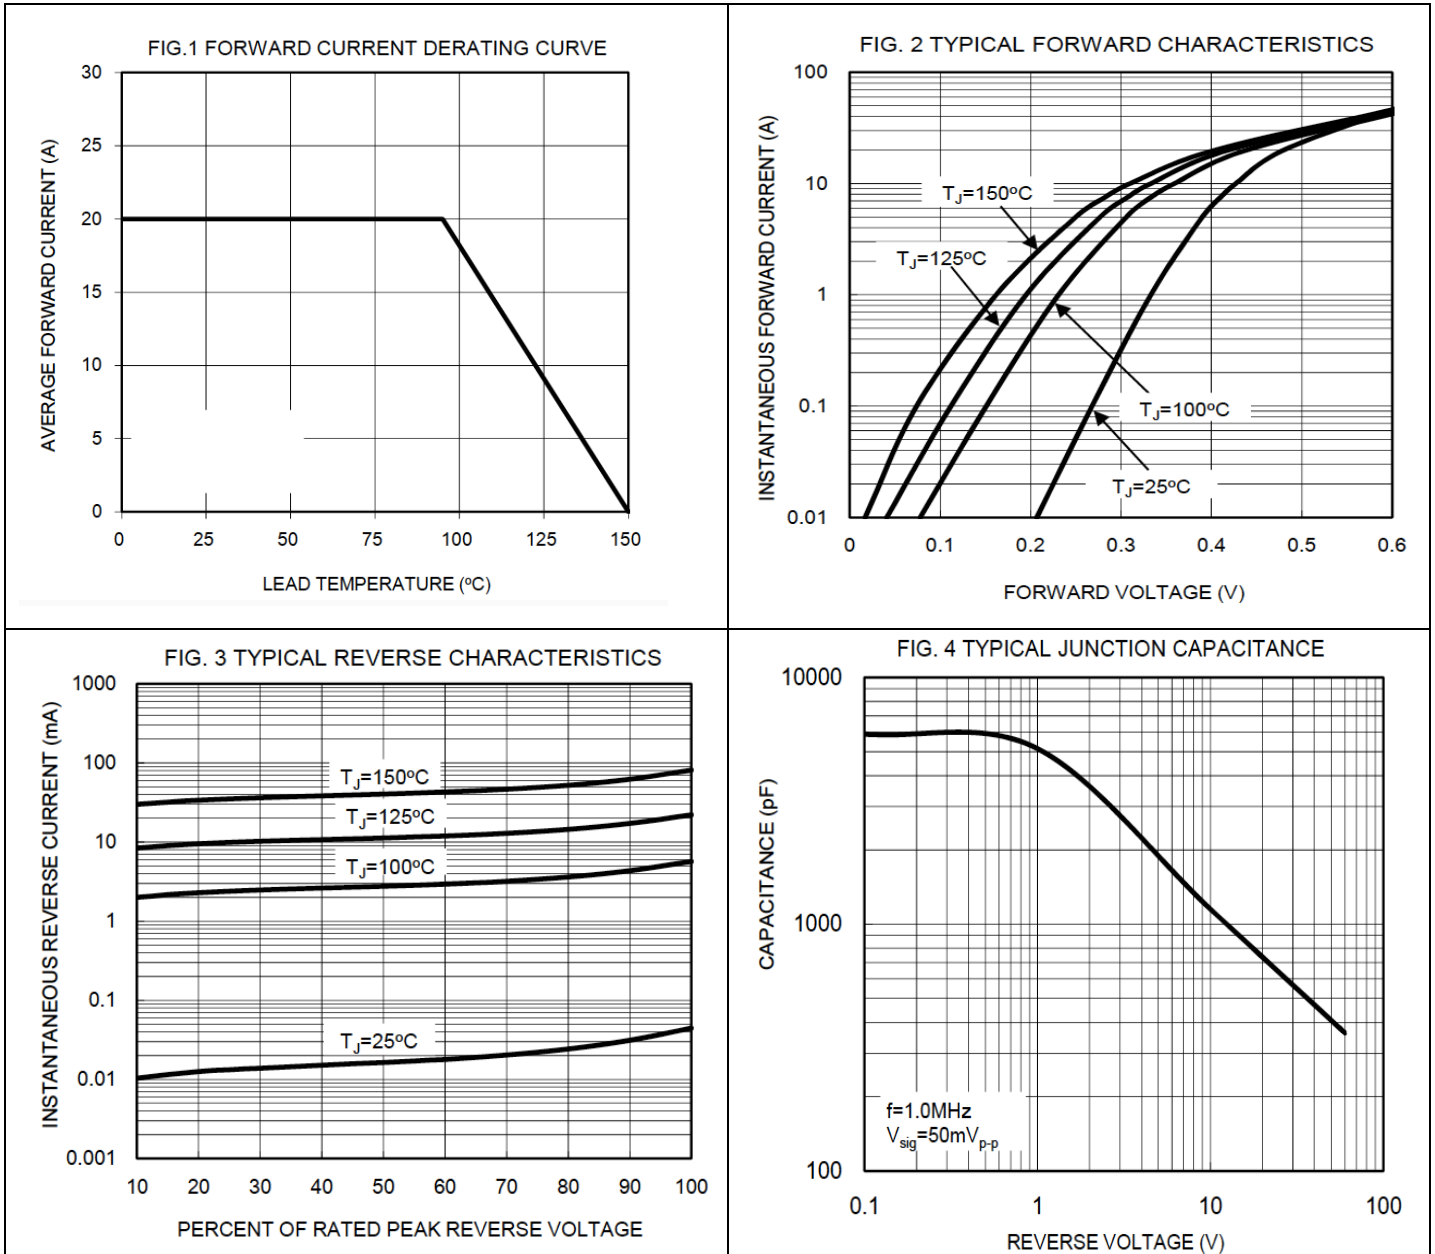 FIG.1 FORWARD CURRENT DERATING CURVE
AVERAGE FORWARD CURRENT (A)
30
25
20
15
10
5
0
0 25 50 75 100 125 150
LEAD TEMPERATURE (ºC)
FIG. 2 TYPICAL FORWARD CHARACTERISTICS
INSTANTANEOUS FORWARD CURRENT (A)
100
10
1
0.1
0.01
TJ=150ºC
TJ=125ºC
TJ=100ºC
TJ=25ºC
0 0.1 0.2 0.3 0.4 0.5 0.6
FORWARD VOLTAGE (V)
FIG. 3 TYPICAL REVERSE CHARACTERISTICS
INSTANTANEOUS REVERSE CURRENT (mA)
1000
100
10
1
0.1
0.01
0.001
TJ=150ºC
TJ=125ºC
TJ=100ºC
TJ=25ºC
10 20 30 40 50 60 70 80 90 100
PERCENT OF RATED PEAK REVERSE VOLTAGE
FIG. 4 TYPICAL JUNCTION CAPACITANCE
CAPACITANCE (pF)
10000
1000
100
f=1.0MHz
Vsig=50mVp-p
0.1 1 10 100
REVERSE VOLTAGE (V)